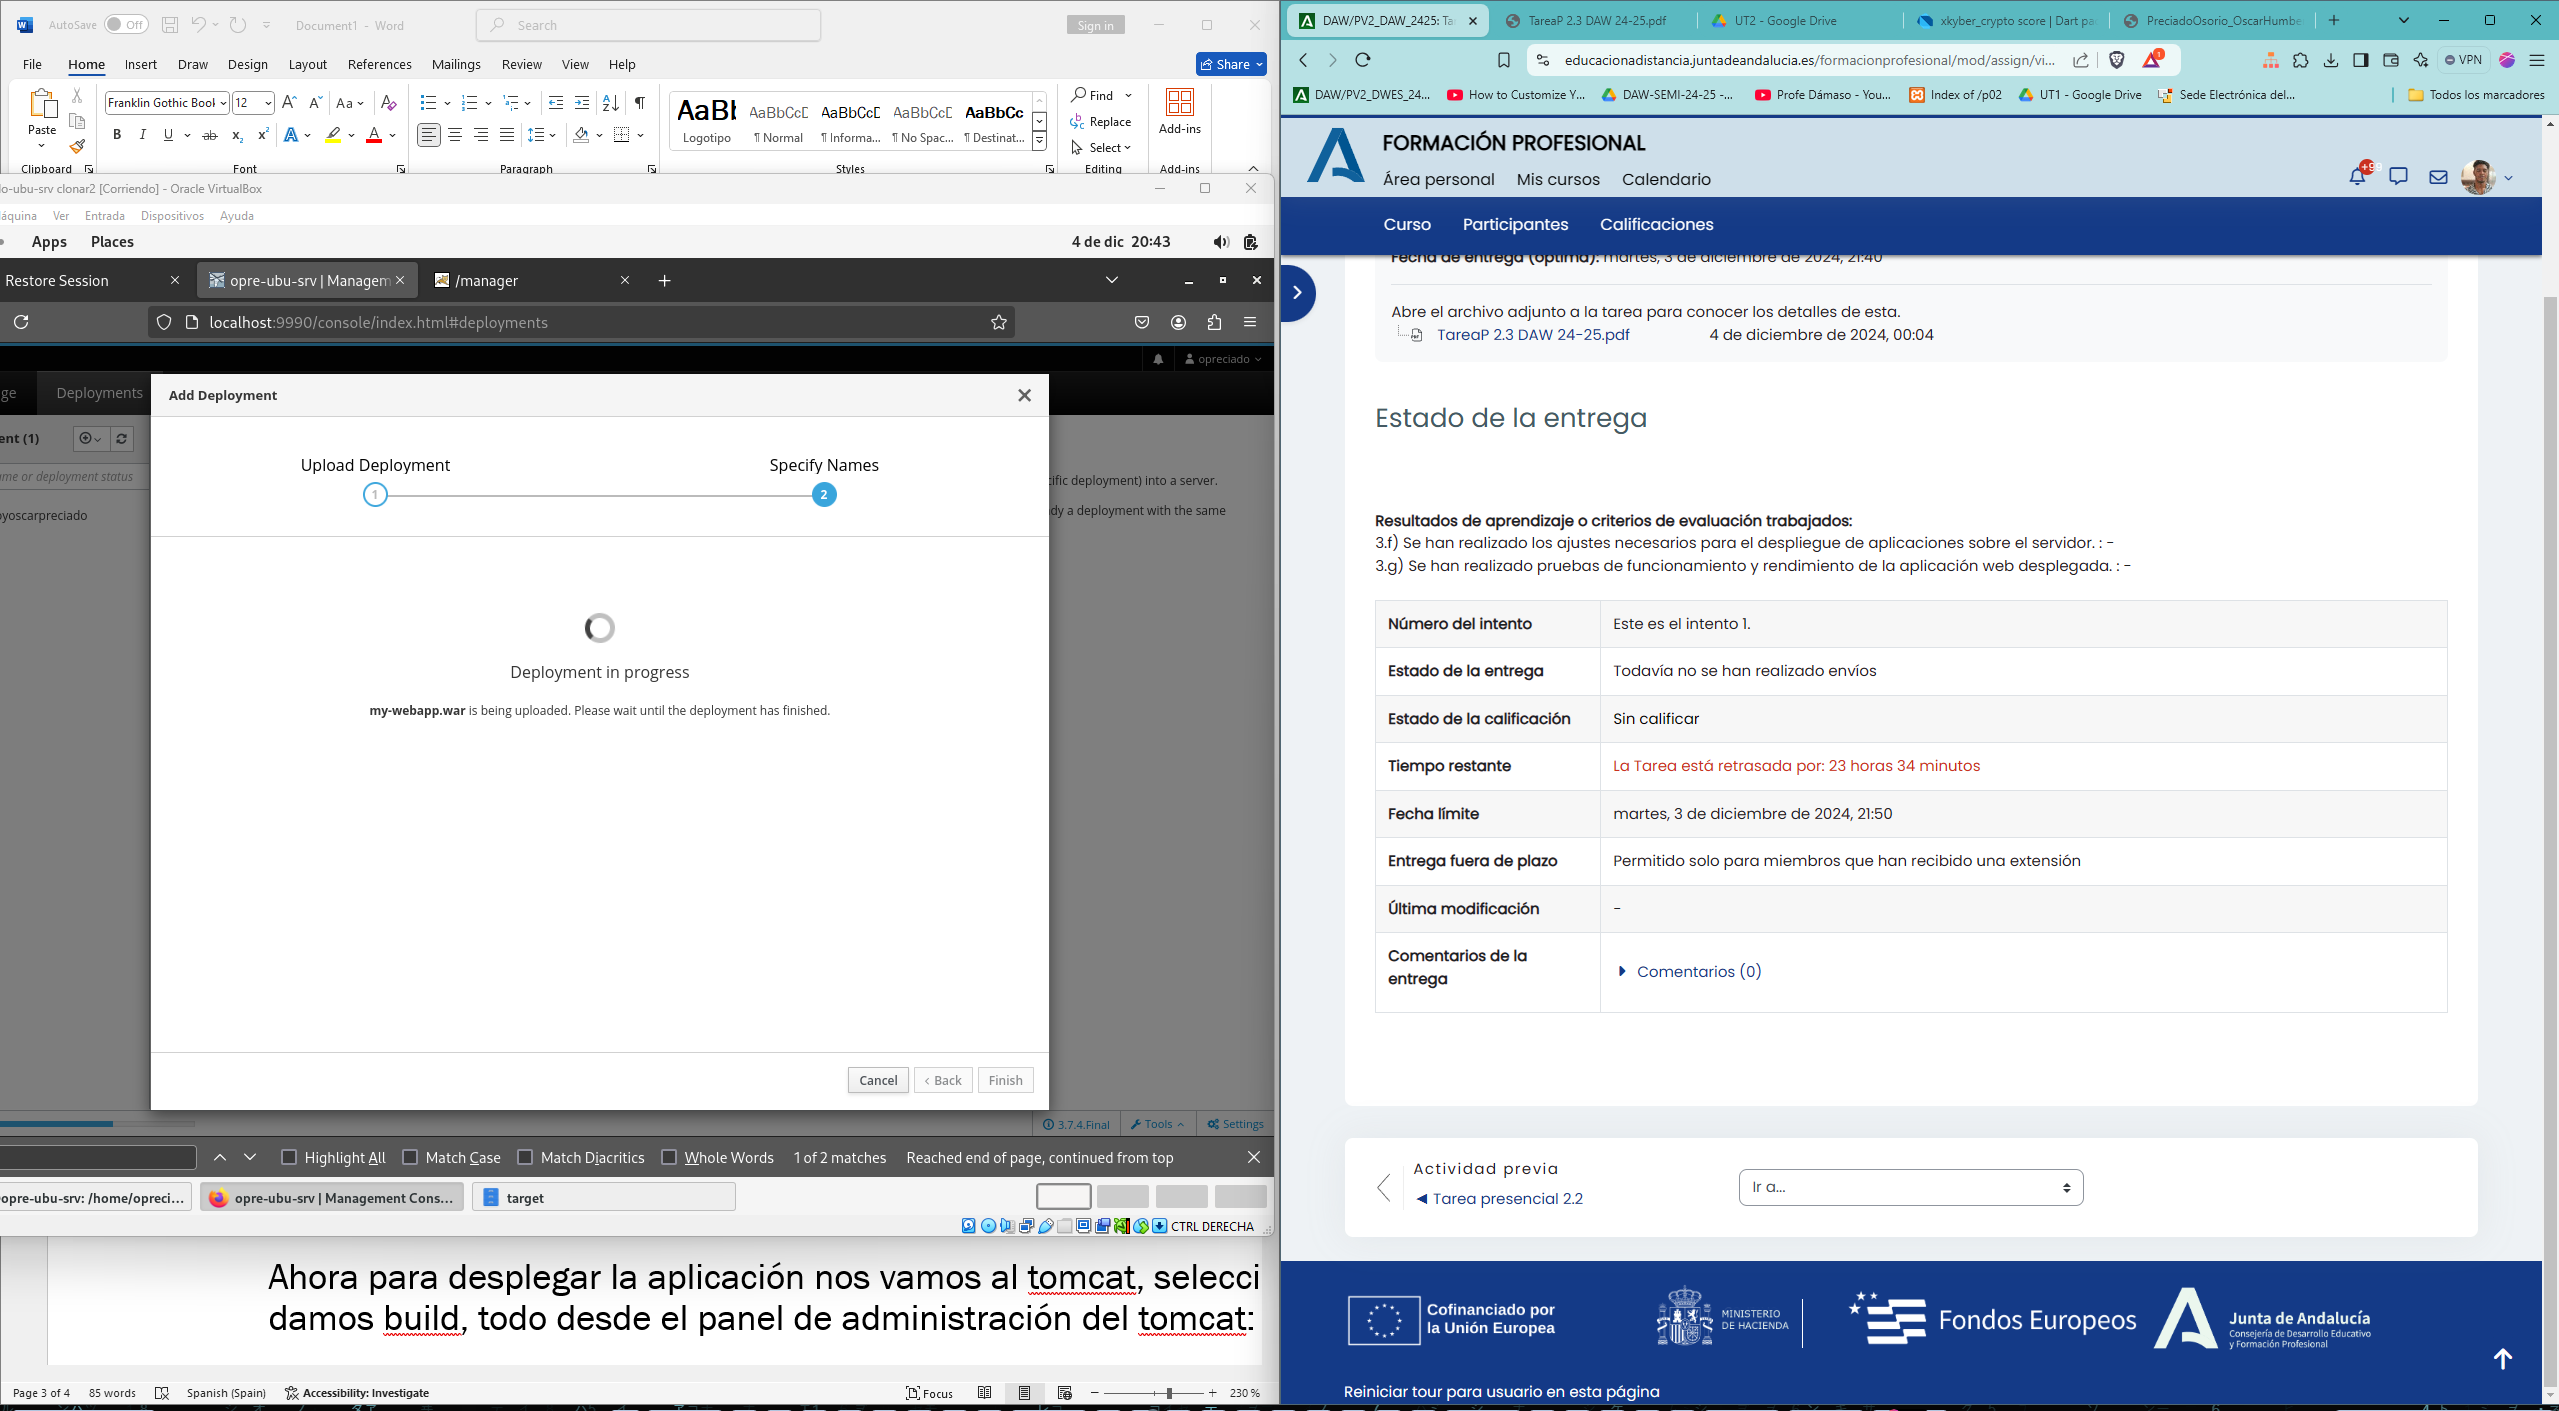 AutoSave Off Document1 - Word Search Sign in
File Home Insert Draw Design Layout References Mailings Review View Help Share
Paste
Franklin Gothic Book 12 Aa
AaBb AaBbCcD AaBbCcD AaBbCcD AaBbCc
Logotipo ¶ Normal ¶ Informa... ¶ No Spac... ¶ Destinat...
Find
Replace
Select
Add-ins
Clipboard Font Paragraph Styles Editing Add-ins
do-ubu-srv clonar2 [Corriendo] - Oracle VirtualBox
Máquina Ver Entrada Dispositivos Ayuda
Apps Places 4 de dic 20:43
Restore Session opre-ubu-srv | Managem /manager
localhost:9990/console/index.html#deployments
opreciado
ge Deployments
ent (1)
me or deployment status
yoscarpreciado
cific deployment) into a server.
dy a deployment with the same
Add Deployment
Upload Deployment Specify Names
1 2
Deployment in progress
my-webapp.war is being uploaded. Please wait until the deployment has finished.
Cancel Back Finish
3.7.4.Final Tools Settings
Highlight All Match Case Match Diacritics Whole Words 1 of 2 matches Reached end of page, continued from top
opre-ubu-srv: /home/opreci... opre-ubu-srv | Management Cons... target
CTRL DERECHA
Ahora para desplegar la aplicación nos vamos al tomcat, selecci
damos build, todo desde el panel de administración del tomcat:
Page 3 of 4 85 words Spanish (Spain) Accessibility: Investigate Focus 230 %
DAW/PV2_DAW_2425: Ta TareaP 2.3 DAW 24-25.pdf UT2 - Google Drive xkyber_crypto score | Dart pa PreciadoOsorio_OscarHumbe
educacionadistancia.juntadeandalucia.es/formacionprofesional/mod/assign/vi... 1 VPN
DAW/PV2_DWES_24... How to Customize Y... DAW-SEMI-24-25 -... Profe Dámaso - You... Index of /p02 UT1 - Google Drive Sede Electrónica del... Todos los marcadores
FORMACIÓN PROFESIONAL
Área personal Mis cursos Calendario +99
Curso Participantes Calificaciones
Fecha de entrega (óptima): martes, 3 de diciembre de 2024, 21:40
Abre el archivo adjunto a la tarea para conocer los detalles de esta.
TareaP 2.3 DAW 24-25.pdf 4 de diciembre de 2024, 00:04
Estado de la entrega
Resultados de aprendizaje o criterios de evaluación trabajados:
3.f) Se han realizado los ajustes necesarios para el despliegue de aplicaciones sobre el servidor. : -
3.g) Se han realizado pruebas de funcionamiento y rendimiento de la aplicación web desplegada. : -
Número del intento Este es el intento 1.
Estado de la entrega Todavía no se han realizado envíos
Estado de la calificación Sin calificar
Tiempo restante La Tarea está retrasada por: 23 horas 34 minutos
Fecha límite martes, 3 de diciembre de 2024, 21:50
Entrega fuera de plazo Permitido solo para miembros que han recibido una extensión
Última modificación -
Comentarios de la
entrega
Comentarios (0)
Actividad previa
◄ Tarea presencial 2.2
Ir a...
Cofinanciado por
la Unión Europea
MINISTERIO
DE HACIENDA
Fondos Europeos
Junta de Andalucía
Consejería de Desarrollo Educativo
y Formación Profesional
Reiniciar tour para usuario en esta página